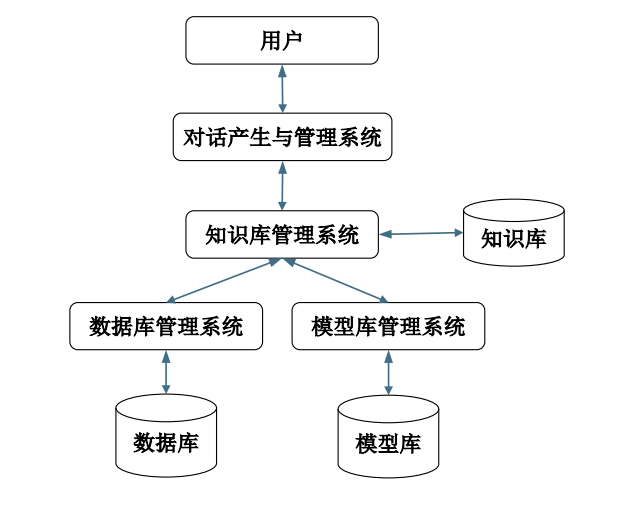 用户
对话产生与管理系统
知识库管理系统
知识库
数据库管理系统
模型库管理系统
数据库
模型库